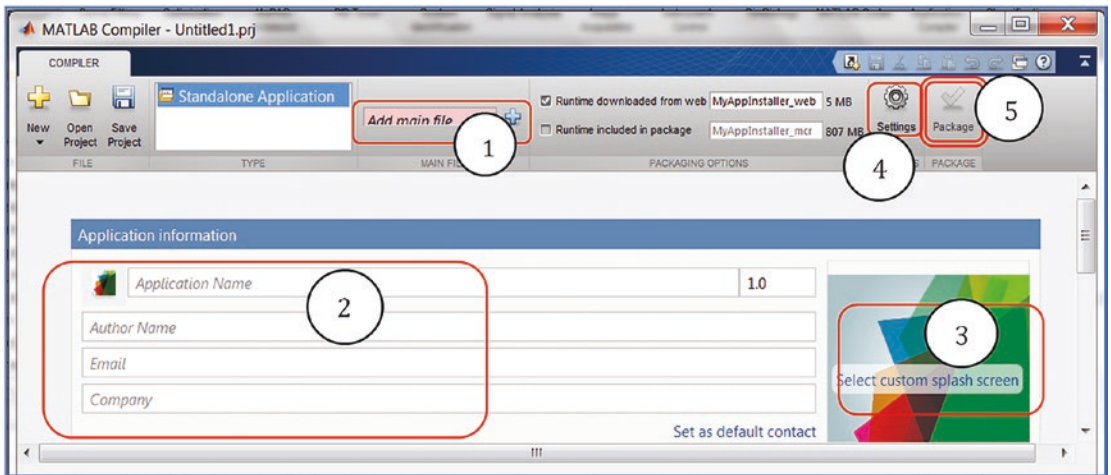 MATLAB Compiler - Untitled1.prj
COMPILER
New
Open Project
Save Project
FILE
Standalone Application
TYPE
Add main file
1
MAIN
Runtime downloaded from web MyAppInstaller_web 5 MB
Runtime included in package MyAppInstaller_mcr 807 MB
PACKAGING OPTIONS
Settings
4
Package
PACKAGE
5
Application information
Application Name
1.0
2
Author Name
Email
Company
3
Select custom splash screen
Set as default contact